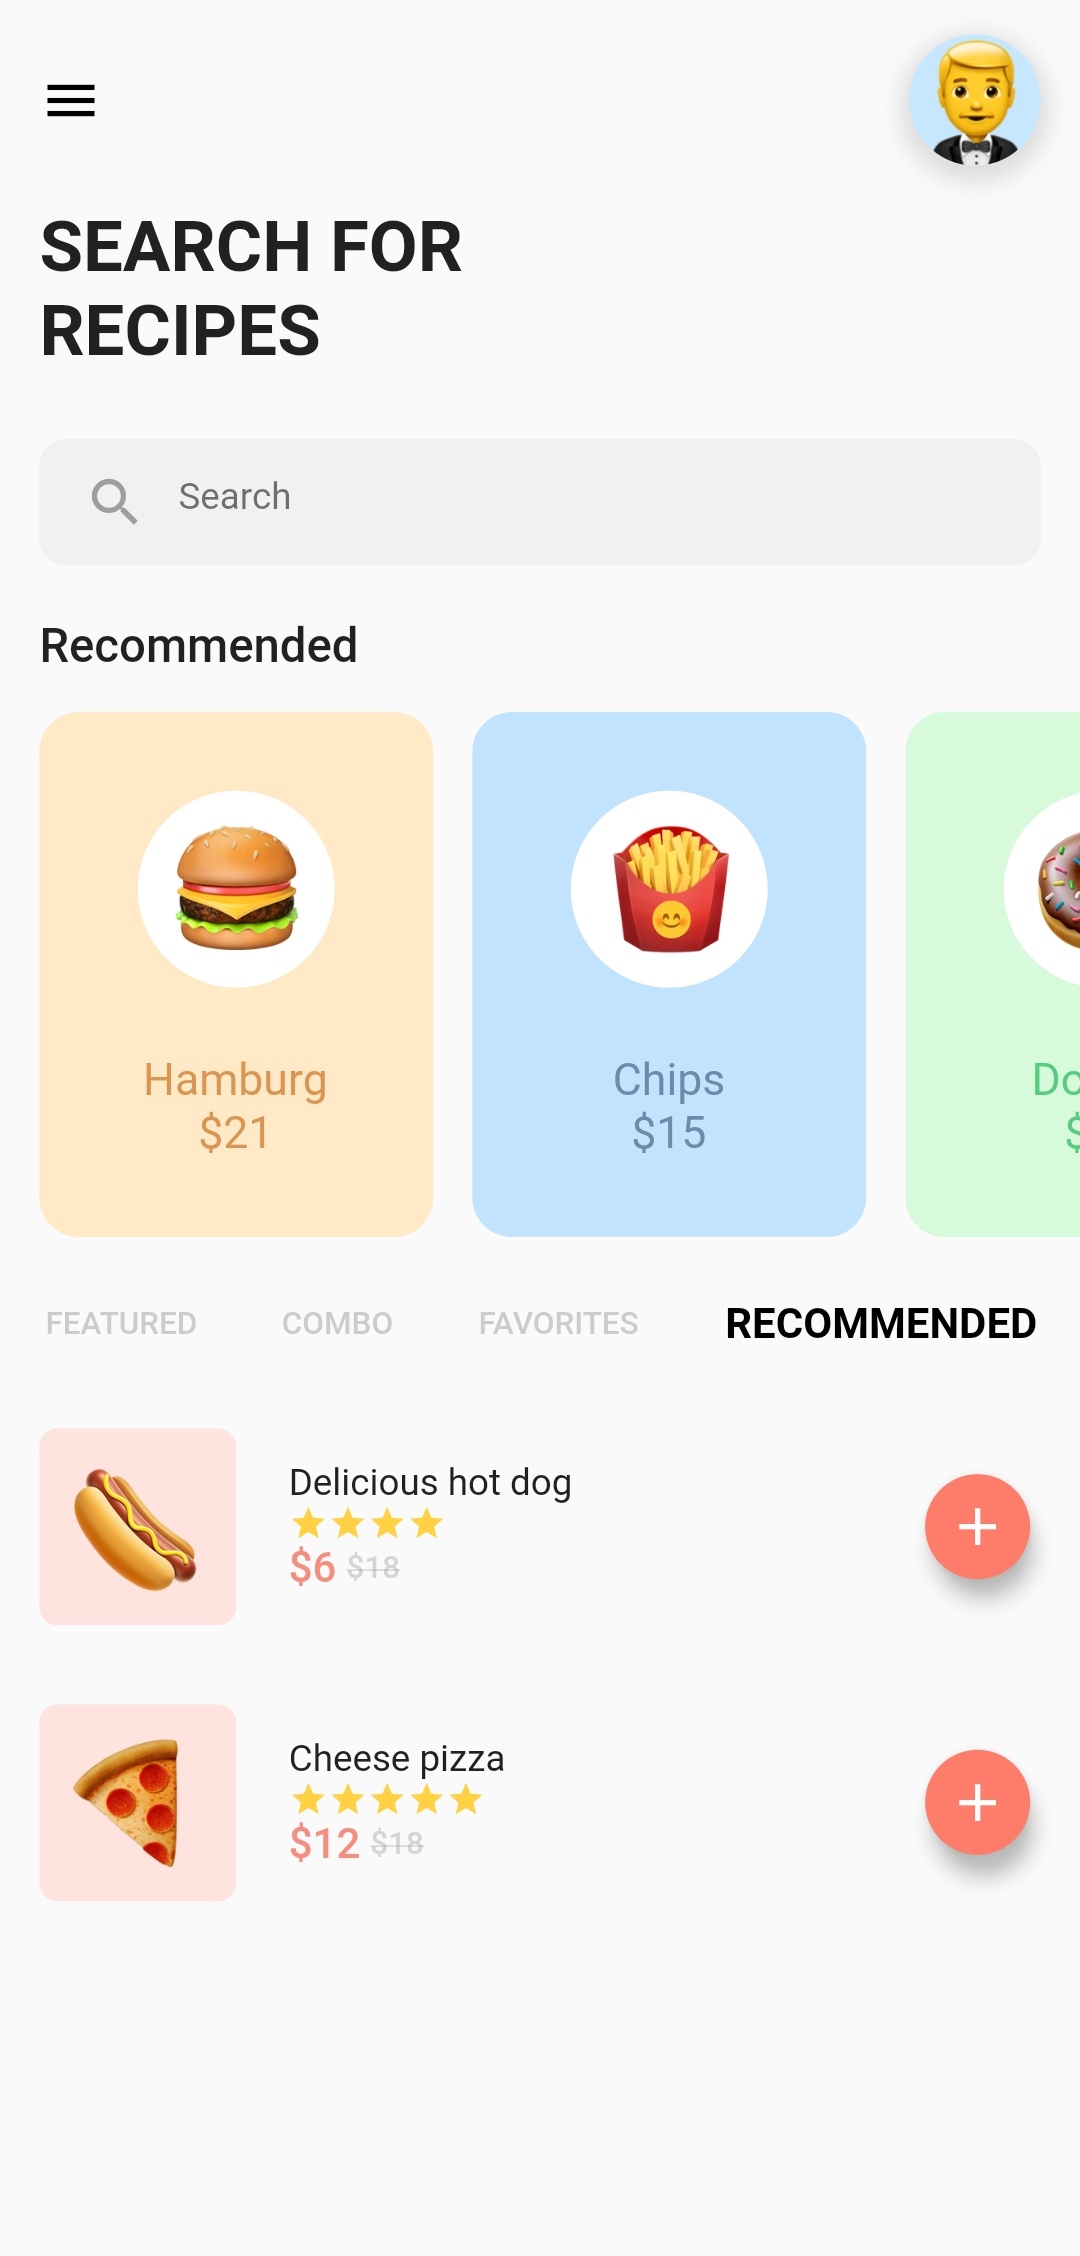 SEARCH FOR
RECIPES
Search
Recommended
Hamburg
$21
Chips
$15
Do
$
FEATURED COMBO FAVORITES RECOMMENDED
Delicious hot dog
$6 $18
Cheese pizza
$12 $18